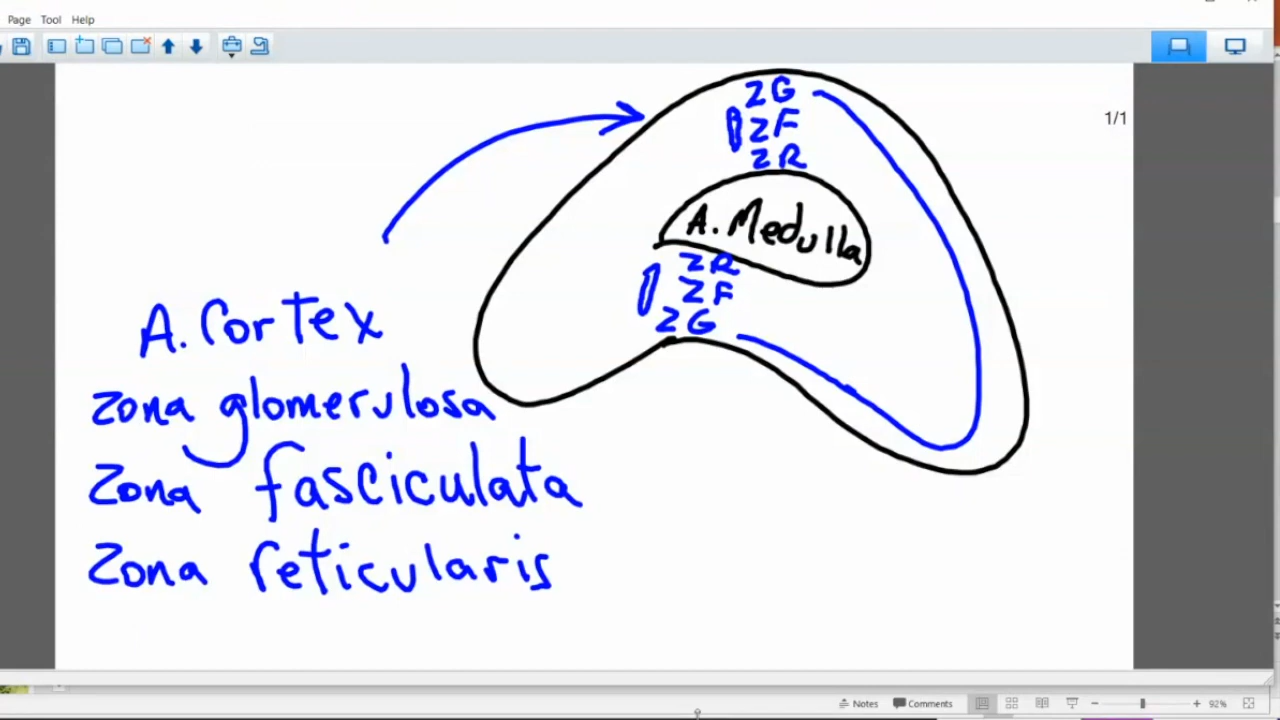 Page Tool Help
1/1
ZG
ZF
ZR
A. Medulla
ZR
ZF
ZG
A. Cortex
Zona glomerulosa
Zona fasciculata
Zona reticularis
Notes Comments 92%